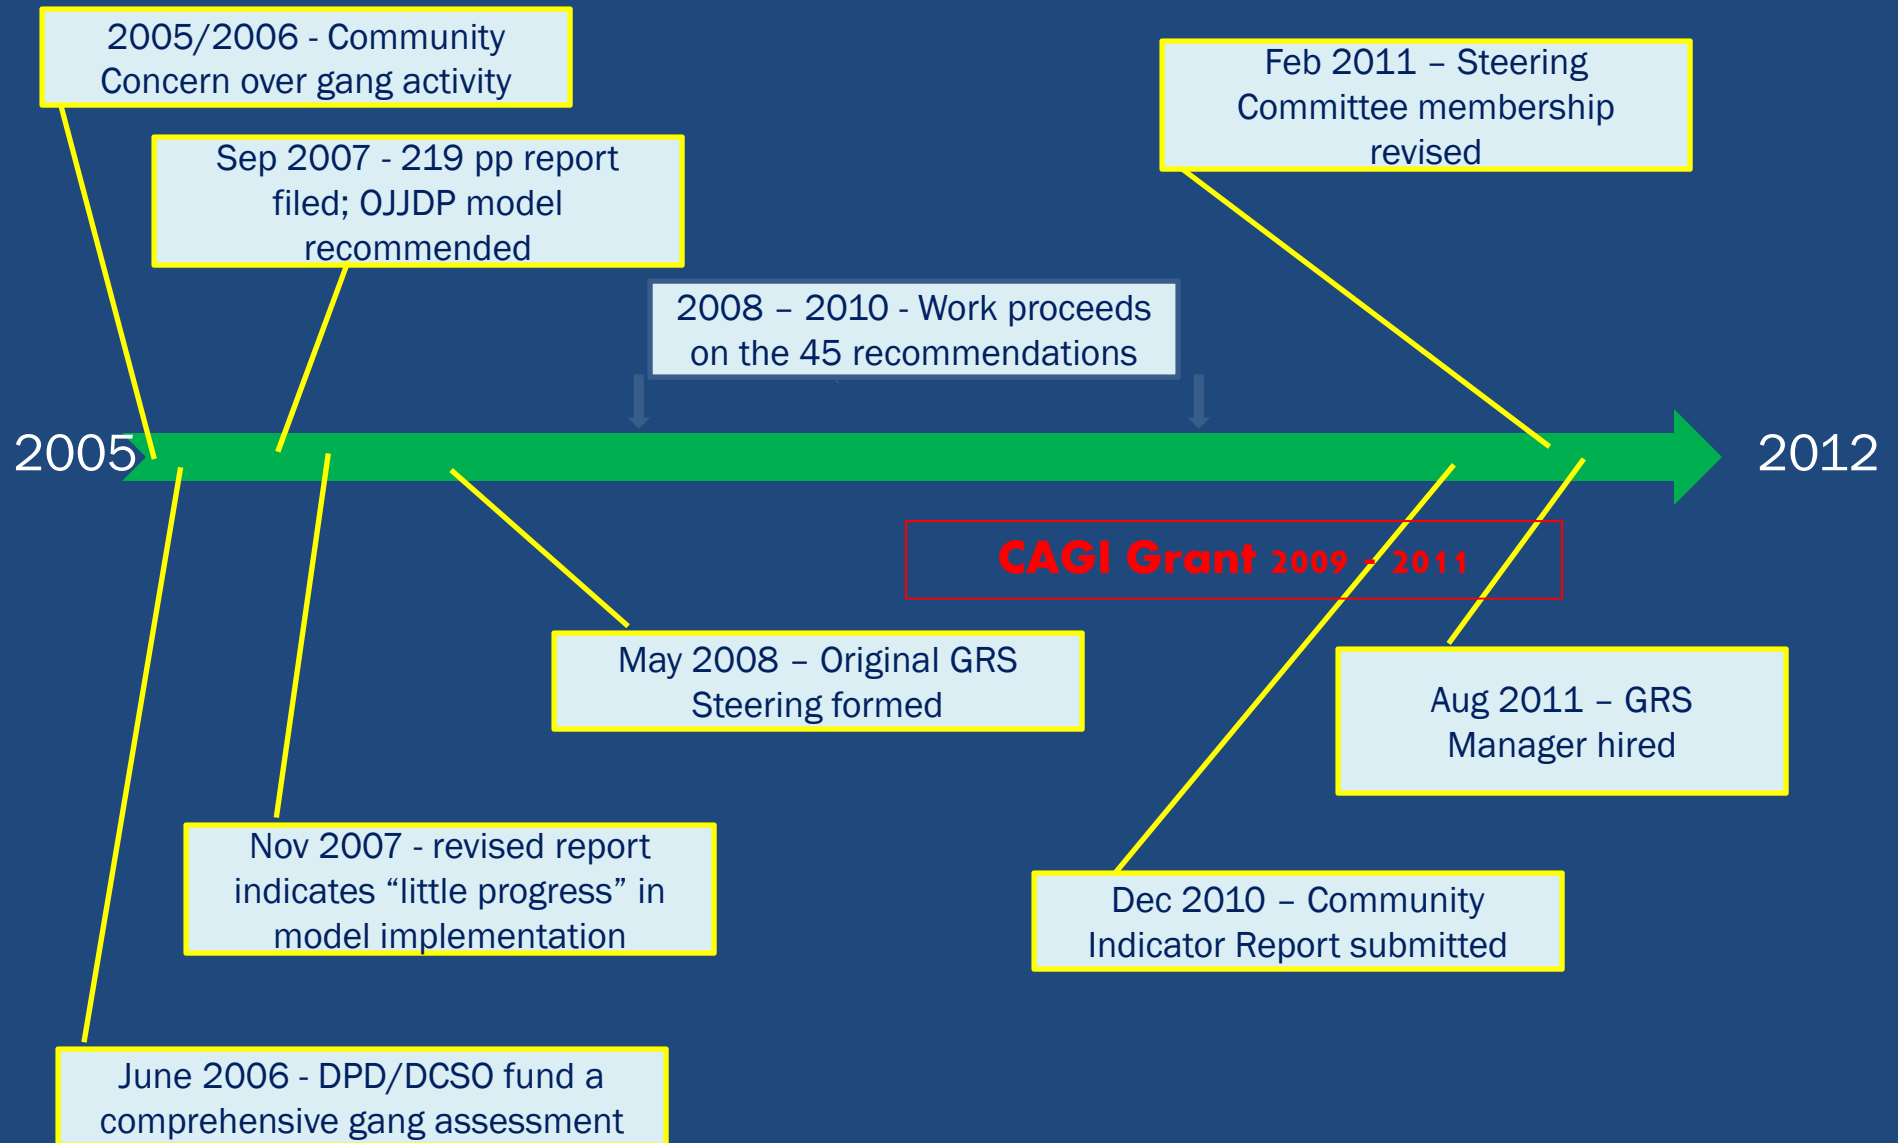 2005/2006 - Community
Concern over gang activity
Feb 2011 – Steering
Committee membership
revised
Sep 2007 - 219 pp report
filed; OJJDP model
recommended
2008 – 2010 - Work proceeds
on the 45 recommendations
2005
2012
CAGI Grant 2009 - 2011
May 2008 – Original GRS
Steering formed
Aug 2011 – GRS
Manager hired
Nov 2007 - revised report
indicates “little progress” in
model implementation
Dec 2010 – Community
Indicator Report submitted
June 2006 - DPD/DCSO fund a
comprehensive gang assessment